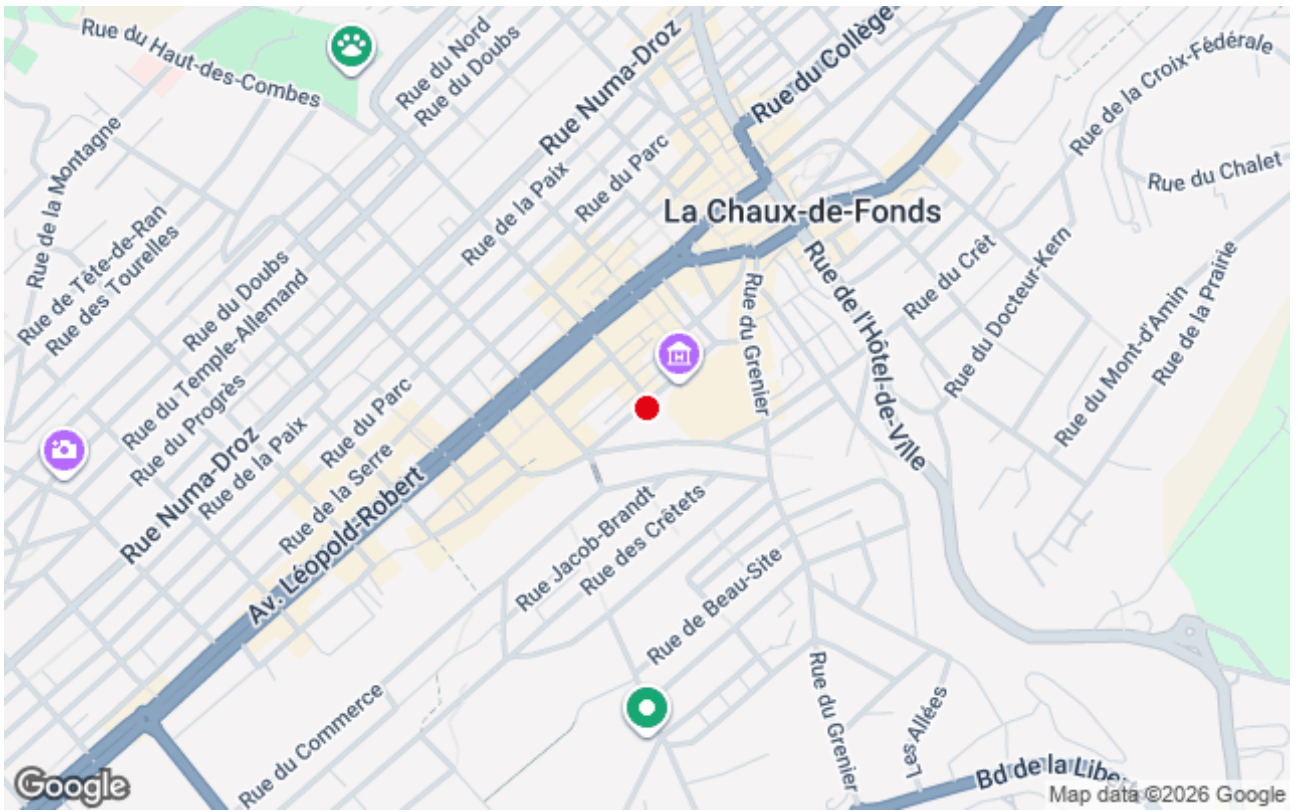 Rue du Haut-des-Combes
Rue du Nord
Rue du Doubs
Rue Numa-Droz
Rue du Collège
Rue de la Croix-Fédérale
Rue de la Montagne
Rue du Parc
Rue de la Paix
Rue du Chalet
La Chaux-de-Fonds
Rue de Tête-de-Ran
Rue des Tourelles
Rue du Doubs
Rue du Temple-Allemand
Rue du Progrès
Rue du Crêt
Rue du Docteur-Kern
Rue du Mont-d'Amin
Rue de la Prairie
Rue du Grenier
Rue de l'Hôtel-de-Ville
Rue du Parc
Rue de la Serre
Rue de la Paix
Rue Numa-Droz
Av. Léopold-Robert
Rue Jacob-Brandt
Rue des Crêtets
Rue de Beau-Site
Rue du Commerce
Rue du Grenier
Les Allées
Bd de la Liber
Google
Map data ©2026 Google